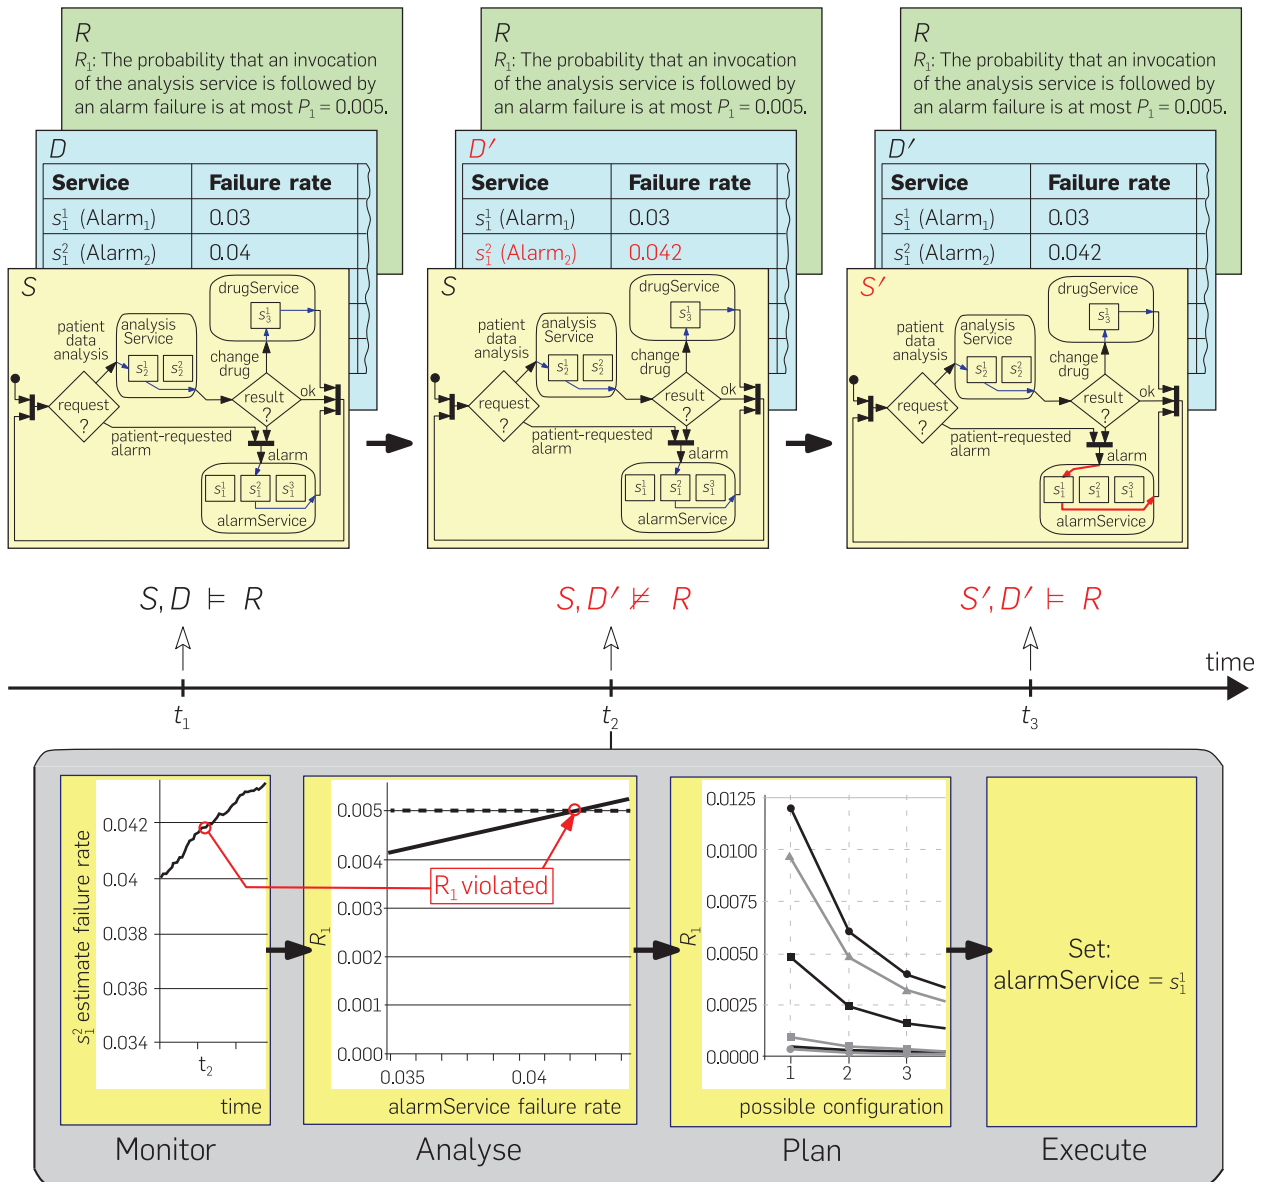 R
R₁: The probability that an invocation
of the analysis service is followed by
an alarm failure is at most P₁ = 0.005.
D
Service Failure rate
s₁¹ (Alarm₁) 0.03
s₁² (Alarm₂) 0.04
S
drugService
s₃¹
patient
data
analysis
analysis
Service
s₂¹ s₂²
change
drug
request
?
result
?
ok
patient-requested
alarm
alarm
s₁¹ s₁² s₁³
alarmService
R
R₁: The probability that an invocation
of the analysis service is followed by
an alarm failure is at most P₁ = 0.005.
D′
Service Failure rate
s₁¹ (Alarm₁) 0.03
s₁² (Alarm₂) 0.042
S
drugService
s₃¹
patient
data
analysis
analysis
Service
s₂¹ s₂²
change
drug
request
?
result
?
ok
patient-requested
alarm
alarm
s₁¹ s₁² s₁³
alarmService
R
R₁: The probability that an invocation
of the analysis service is followed by
an alarm failure is at most P₁ = 0.005.
D′
Service Failure rate
s₁¹ (Alarm₁) 0.03
s₁² (Alarm₂) 0.042
S′
drugService
s₃¹
patient
data
analysis
analysis
Service
s₂¹ s₂²
change
drug
request
?
result
?
ok
patient-requested
alarm
alarm
s₁¹ s₁² s₁³
alarmService
S, D ⊨ R
S, D′ ⊭ R
S′, D′ ⊨ R
time
t₁
t₂
t₃
s₁² estimate failure rate
0.042
0.04
0.038
0.036
0.034
t₂
time
Monitor
R₁
0.005
0.004
0.003
0.002
0.001
0.000
0.035 0.04
R₁ violated
alarmService failure rate
Analyse
R₁
0.0125
0.0100
0.0075
0.0050
0.0025
0.0000
1 2 3
possible configuration
Plan
Set:
alarmService = s₁¹
Execute